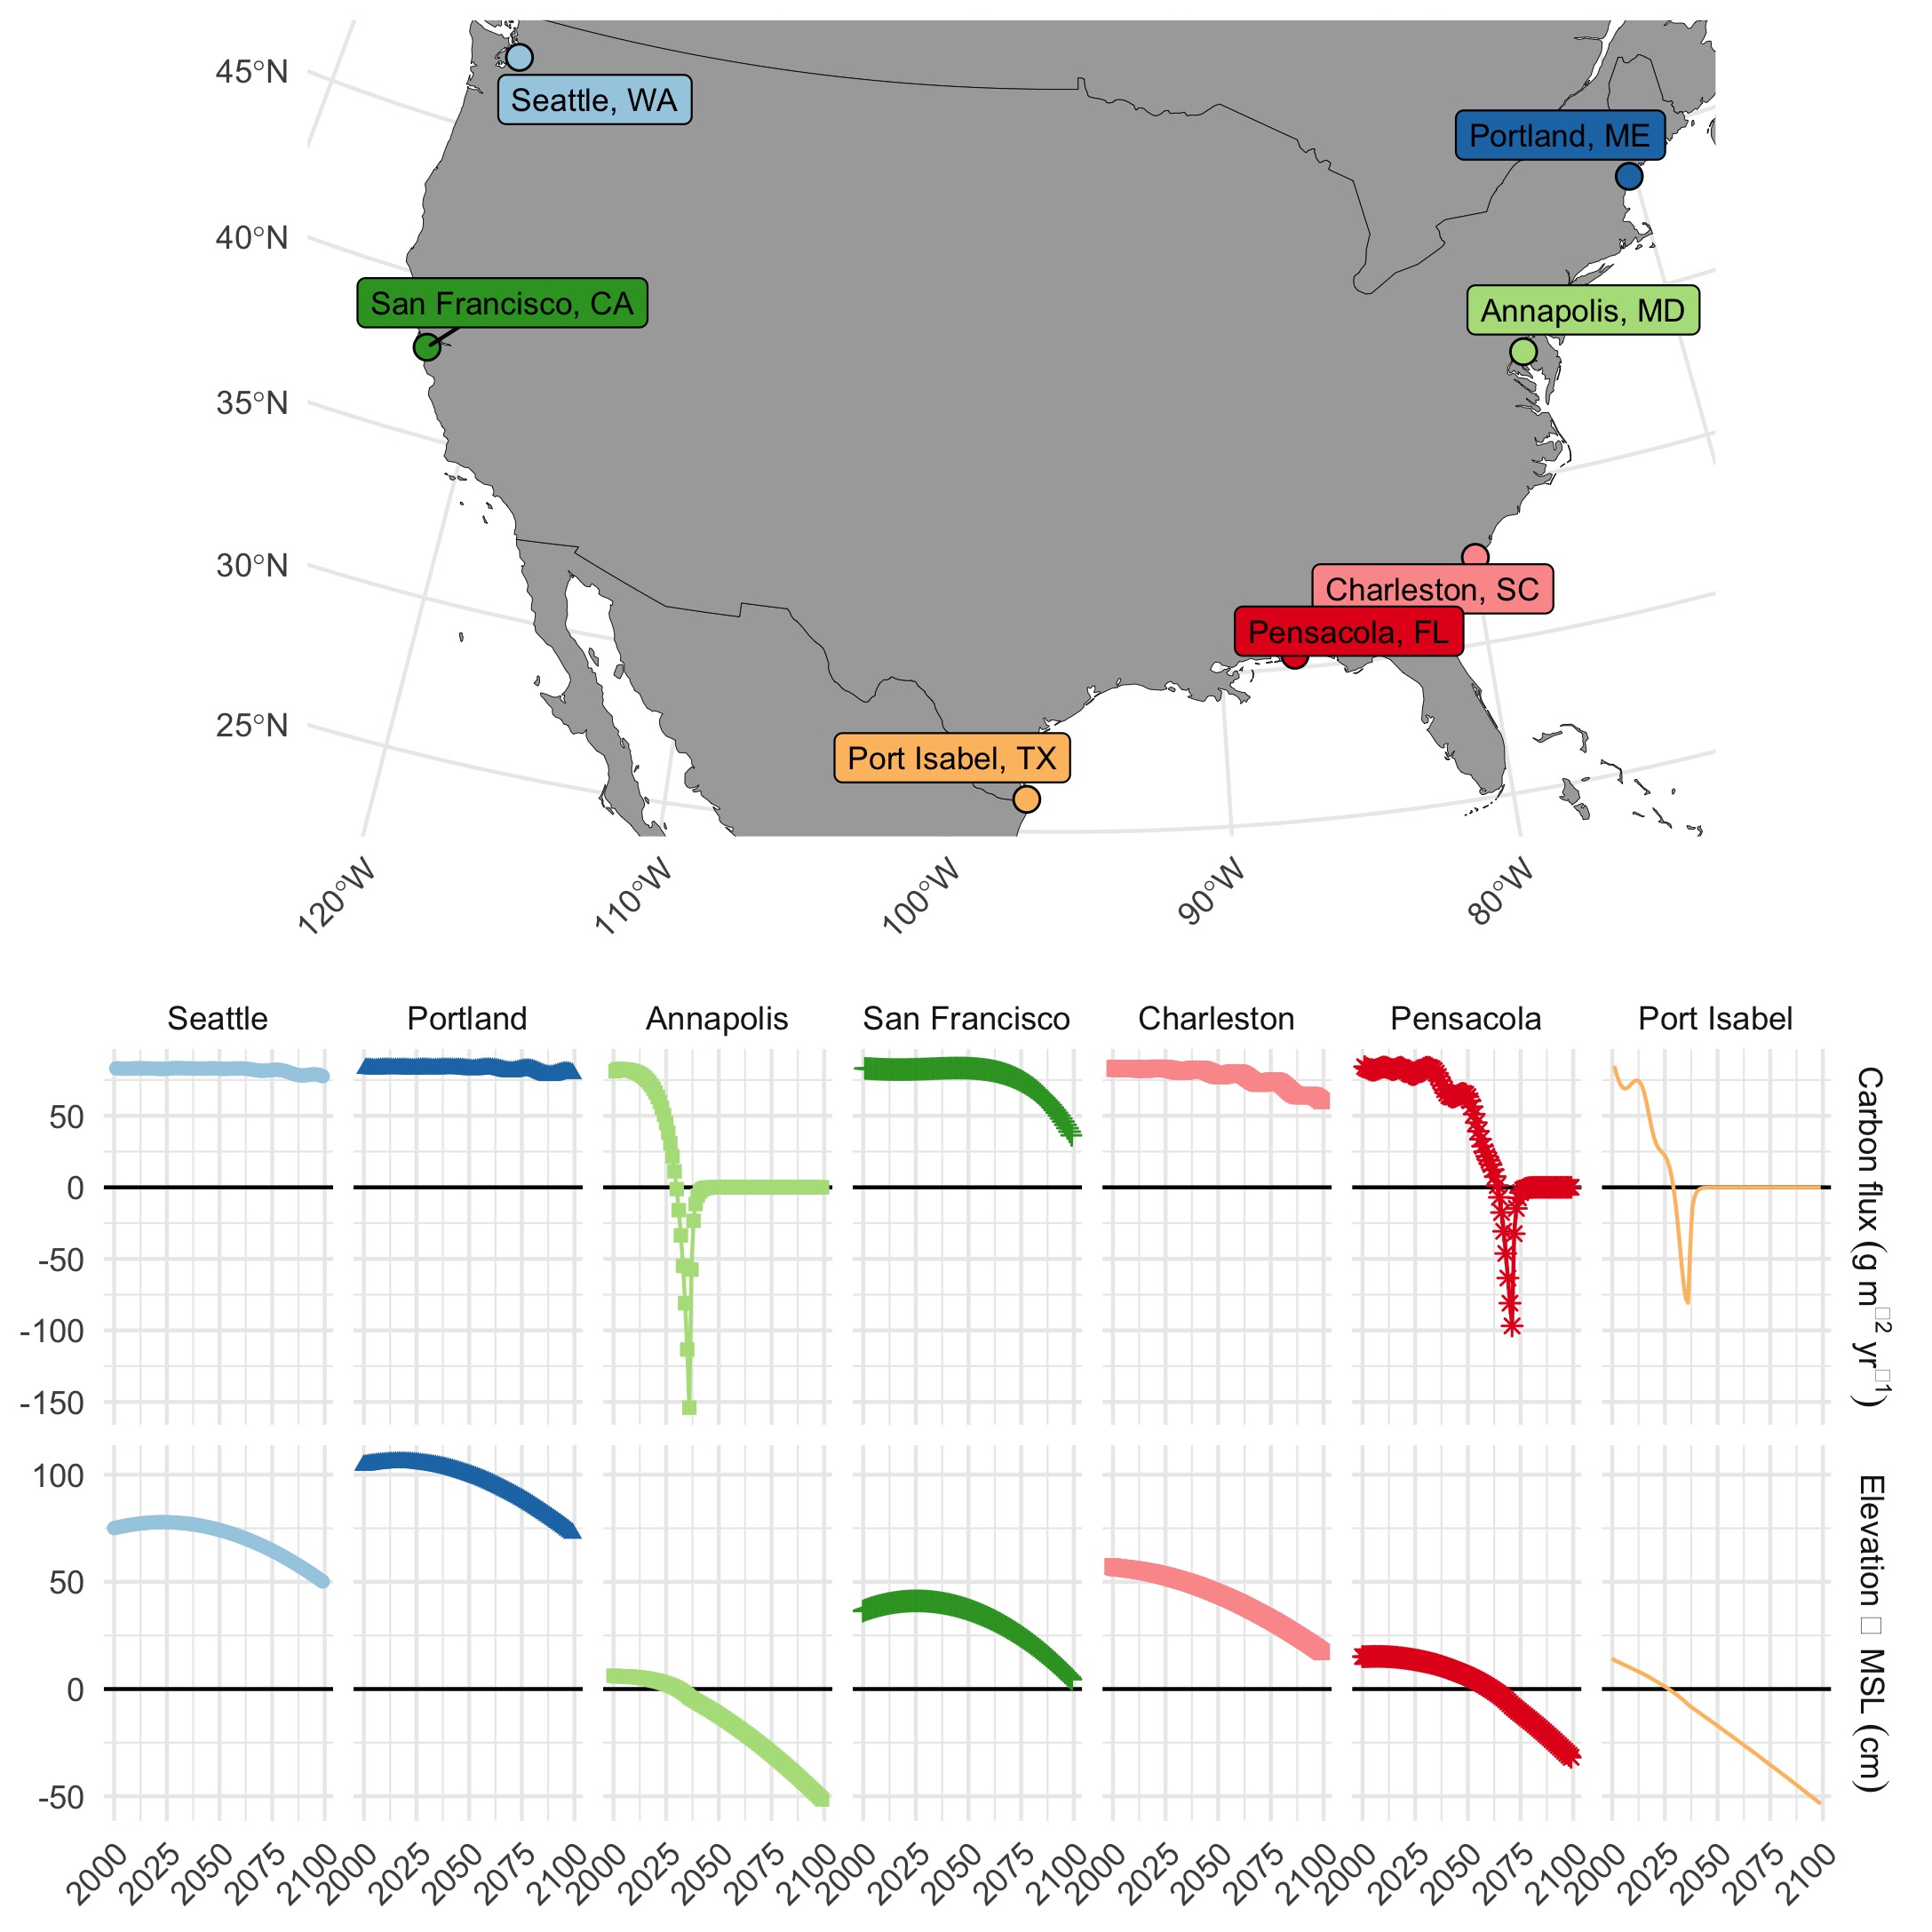 45°N
40°N
35°N
30°N
25°N
Seattle, WA
Portland, ME
San Francisco, CA
Annapolis, MD
Charleston, SC
Pensacola, FL
Port Isabel, TX
120°W
110°W
100°W
90°W
80°W
Seattle
Portland
Annapolis
San Francisco
Charleston
Pensacola
Port Isabel
50
0
-50
-100
-150
Carbon flux (g m□2 yr□1)
100
50
0
-50
Elevation □ MSL (cm)
2000 2025 2050 2075 2100
2000 2025 2050 2075 2100
2000 2025 2050 2075 2100
2000 2025 2050 2075 2100
2000 2025 2050 2075 2100
2000 2025 2050 2075 2100
2000 2025 2050 2075 2100